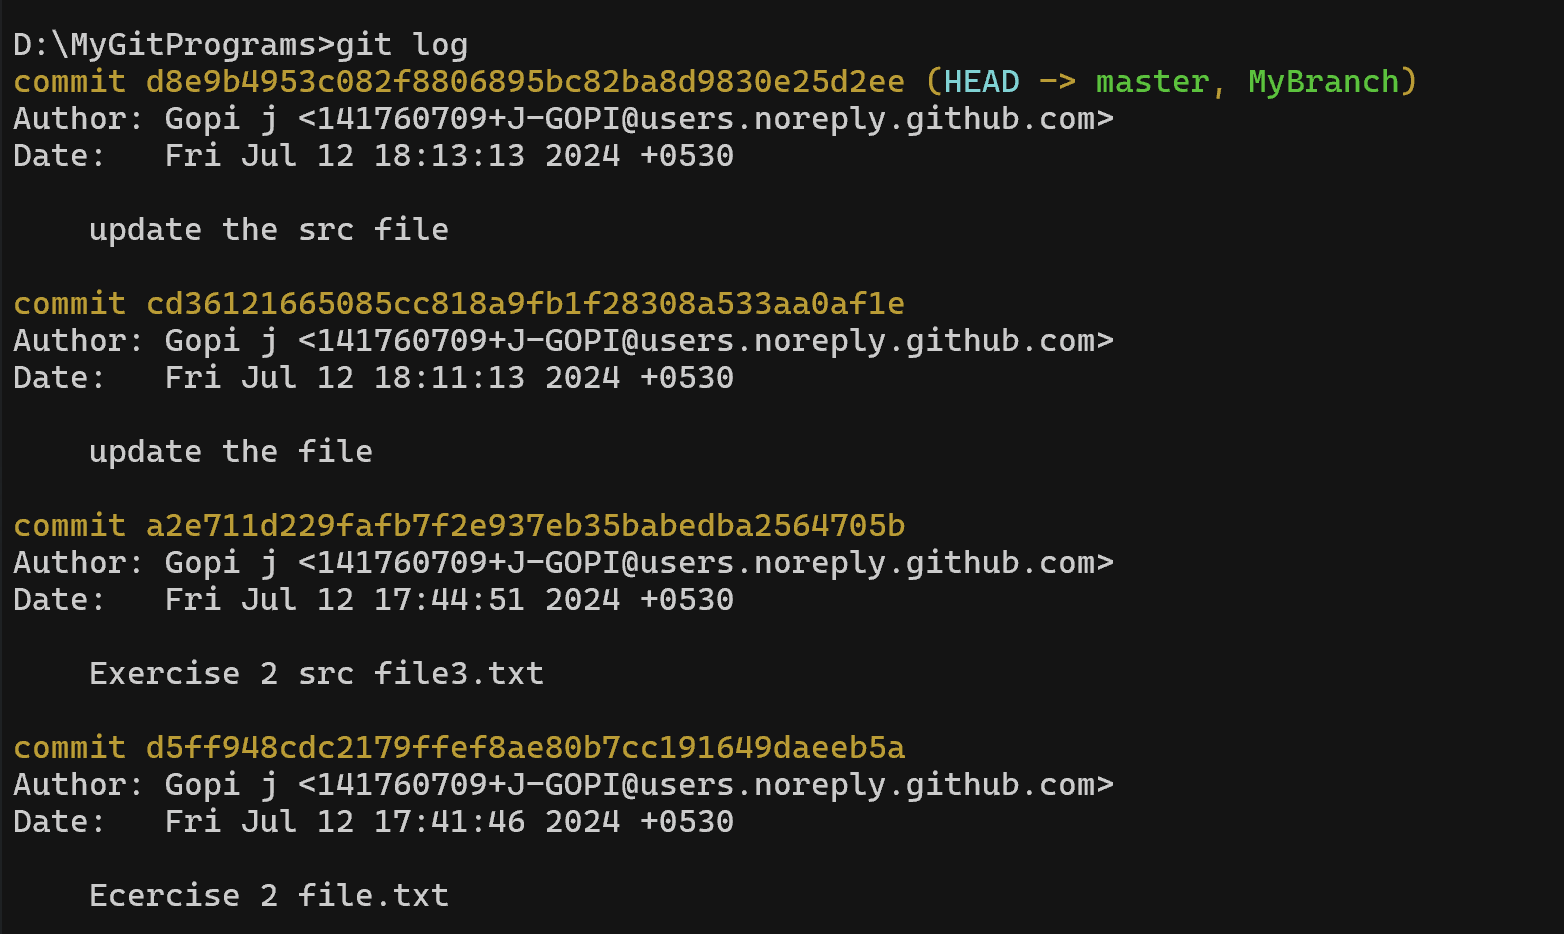 D:\MyGitPrograms>git log
commit d8e9b4953c082f8806895bc82ba8d9830e25d2ee (HEAD -> master, MyBranch)
Author: Gopi j <141760709+J-GOPI@users.noreply.github.com>
Date:   Fri Jul 12 18:13:13 2024 +0530
    update the src file
commit cd36121665085cc818a9fb1f28308a533aa0af1e
Author: Gopi j <141760709+J-GOPI@users.noreply.github.com>
Date:   Fri Jul 12 18:11:13 2024 +0530
    update the file
commit a2e711d229fafb7f2e937eb35babedba2564705b
Author: Gopi j <141760709+J-GOPI@users.noreply.github.com>
Date:   Fri Jul 12 17:44:51 2024 +0530
    Exercise 2 src file3.txt
commit d5ff948cdc2179ffef8ae80b7cc191649daeeb5a
Author: Gopi j <141760709+J-GOPI@users.noreply.github.com>
Date:   Fri Jul 12 17:41:46 2024 +0530
    Ecercise 2 file.txt